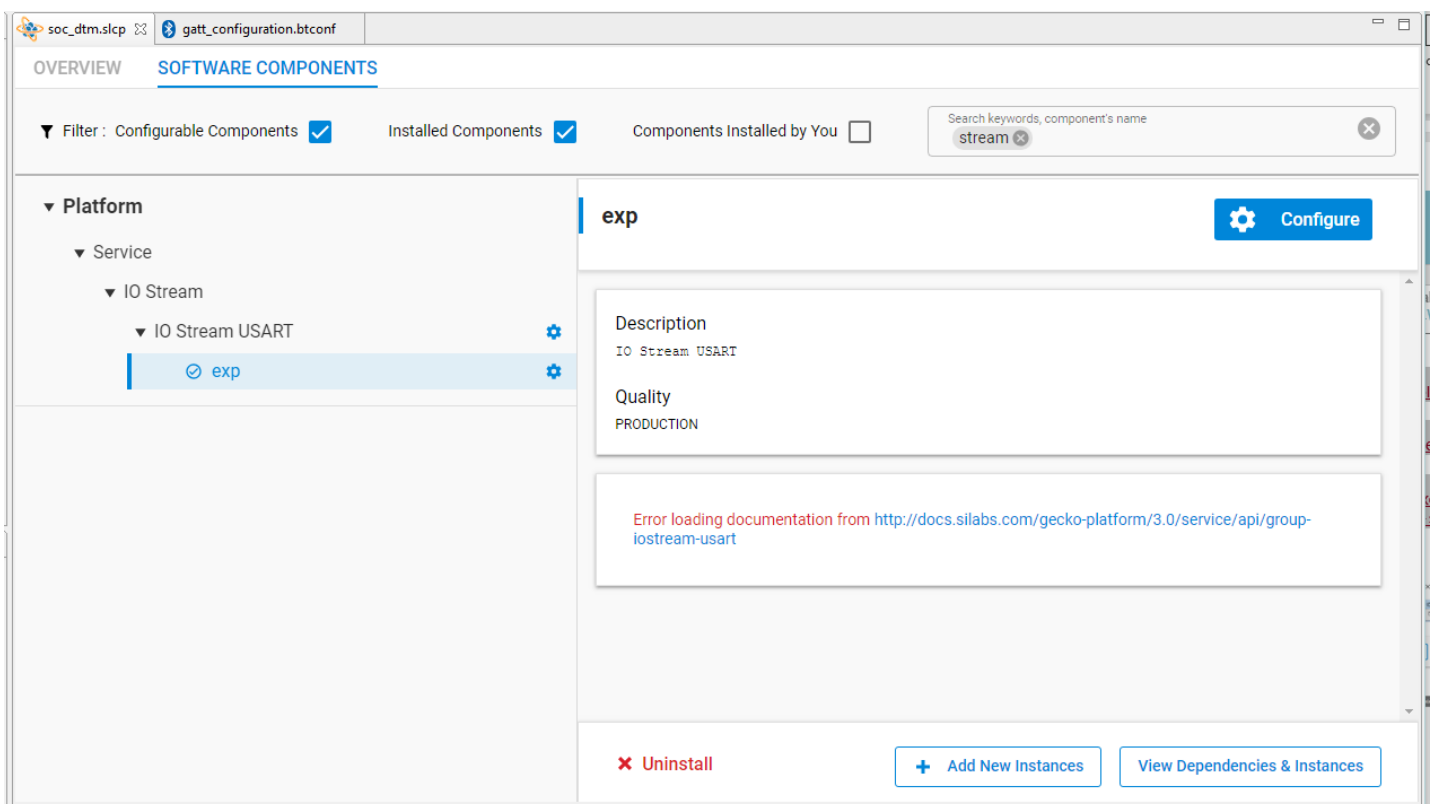 soc_dtm.slcp
gatt_configuration.btconf
OVERVIEW
SOFTWARE COMPONENTS
Filter : Configurable Components
Installed Components
Components Installed by You
Search keywords, component's name
stream
Platform
Service
IO Stream
IO Stream USART
exp
exp
Configure
Description
IO Stream USART
Quality
PRODUCTION
Error loading documentation from http://docs.silabs.com/gecko-platform/3.0/service/api/group-
iostream-usart
Uninstall
Add New Instances
View Dependencies & Instances